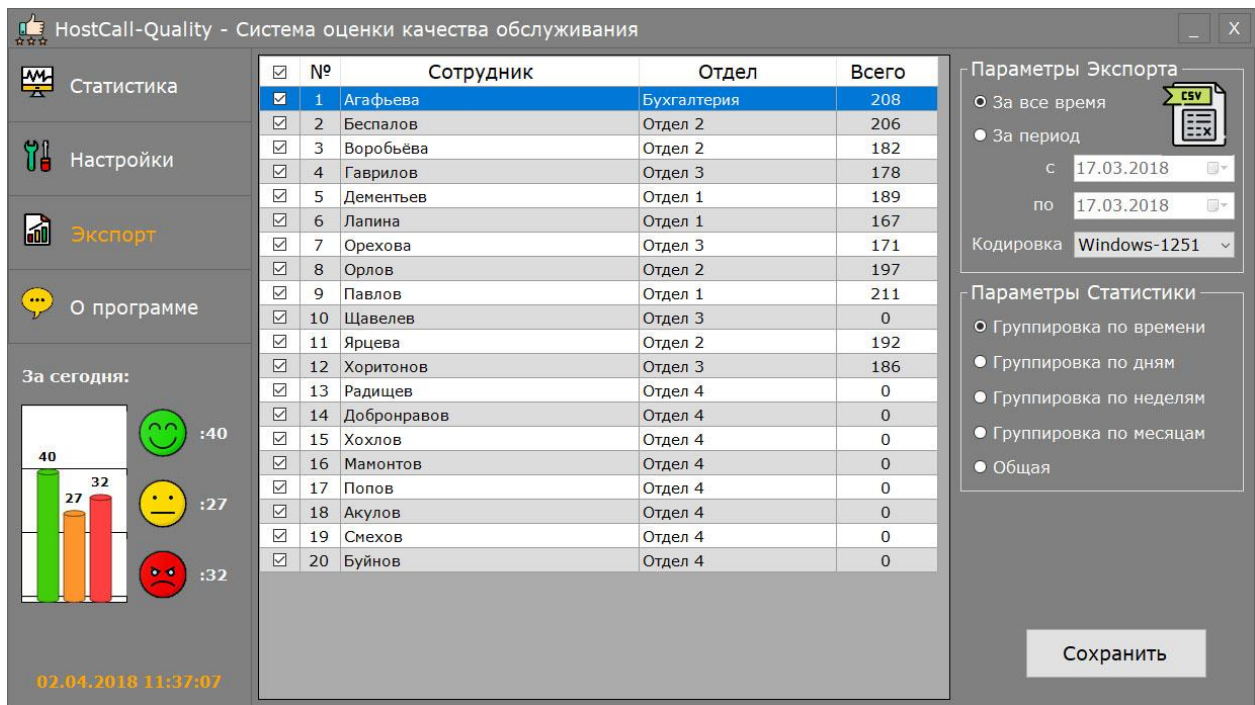 HostCall-Quality - Система оценки качества обслуживания
_ X
Статистика
Настройки
Экспорт
О программе
За сегодня:
40
27
32
:40
:27
:32
02.04.2018 11:37:07
№ Сотрудник Отдел Всего
1 Агафьева Бухгалтерия 208
2 Беспалов Отдел 2 206
3 Воробьёва Отдел 2 182
4 Гаврилов Отдел 3 178
5 Дементьев Отдел 1 189
6 Лапина Отдел 1 167
7 Орехова Отдел 3 171
8 Орлов Отдел 2 197
9 Павлов Отдел 1 211
10 Щавелев Отдел 3 0
11 Ярцева Отдел 2 192
12 Хоритонов Отдел 3 186
13 Радищев Отдел 4 0
14 Добронравов Отдел 4 0
15 Хохлов Отдел 4 0
16 Мамонтов Отдел 4 0
17 Попов Отдел 4 0
18 Акулов Отдел 4 0
19 Смехов Отдел 4 0
20 Буйнов Отдел 4 0
Параметры Экспорта
За все время
CSV
За период
с 17.03.2018
по 17.03.2018
Кодировка Windows-1251
Параметры Статистики
Группировка по времени
Группировка по дням
Группировка по неделям
Группировка по месяцам
Общая
Сохранить